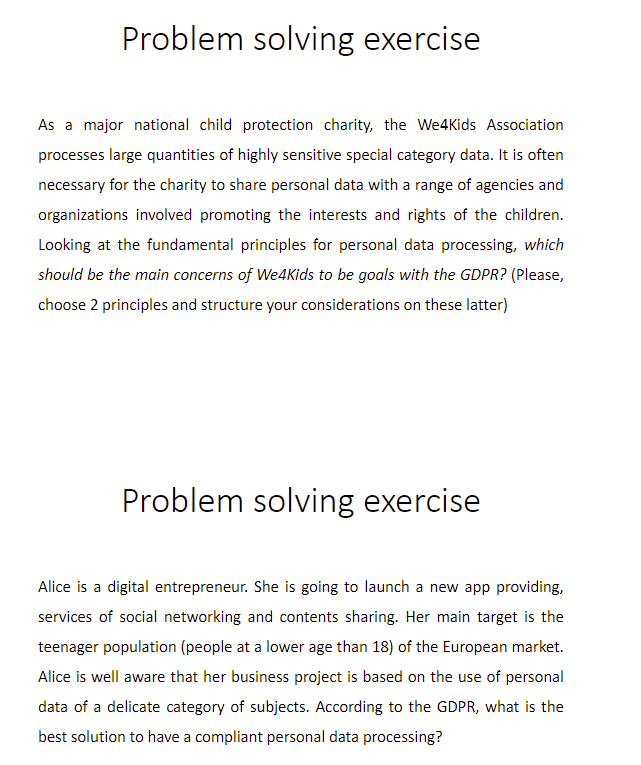 Problem solving exercise
As a major national child protection charity, the We4Kids Association
processes large quantities of highly sensitive special category data. It is often
necessary for the charity to share personal data with a range of agencies and
organizations involved promoting the interests and rights of the children.
Looking at the fundamental principles for personal data processing, which
should be the main concerns of We4Kids to be goals with the GDPR? (Please,
choose 2 principles and structure your considerations on these latter)
Problem solving exercise
Alice is a digital entrepreneur. She is going to launch a new app providing,
services of social networking and contents sharing. Her main target is the
teenager population (people at a lower age than 18) of the European market.
Alice is well aware that her business project is based on the use of personal
data of a delicate category of subjects. According to the GDPR, what is the
best solution to have a compliant personal data processing?